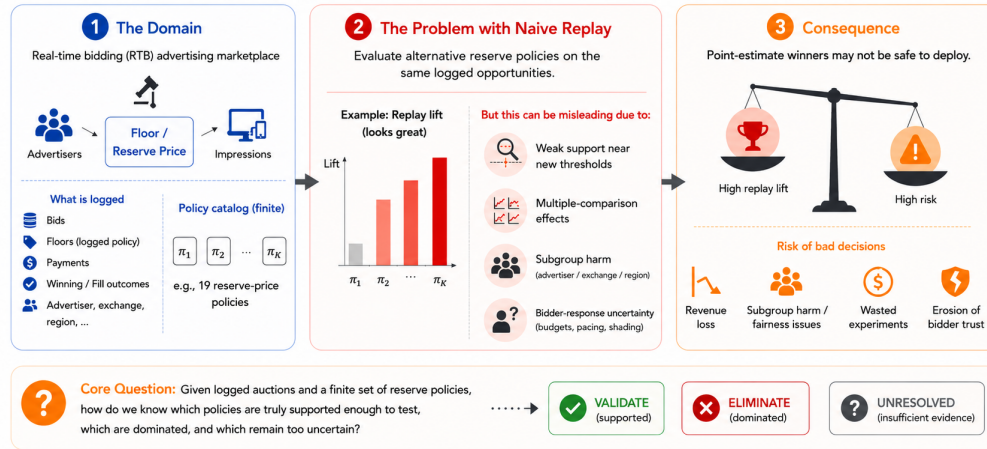 1 The Domain
Real-time bidding (RTB) advertising marketplace
Advertisers
Floor /
Reserve Price
Impressions
What is logged
Bids
Floors (logged policy)
$ Payments
Winning / Fill outcomes
Advertiser, exchange,
region, ...
Policy catalog (finite)
π1 π2 ... πK
e.g., 19 reserve-price
policies
2 The Problem with Naive Replay
Evaluate alternative reserve policies on the
same logged opportunities.
Example: Replay lift
(looks great)
Lift
π1 π2 ... πK
But this can be misleading due to:
Weak support near
new thresholds
Multiple-comparison
effects
Subgroup harm
(advertiser / exchange / region)
?
Bidder-response uncertainty
(budgets, pacing, shading)
3 Consequence
Point-estimate winners may not be safe to deploy.
!
High replay lift
High risk
Risk of bad decisions
$
Revenue
loss
Subgroup harm /
fairness issues
Wasted
experiments
Erosion of
bidder trust
?
Core Question: Given logged auctions and a finite set of reserve policies,
how do we know which policies are truly supported enough to test,
which are dominated, and which remain too uncertain?
VALIDATE
(supported)
ELIMINATE
(dominated)
?
UNRESOLVED
(insufficient evidence)